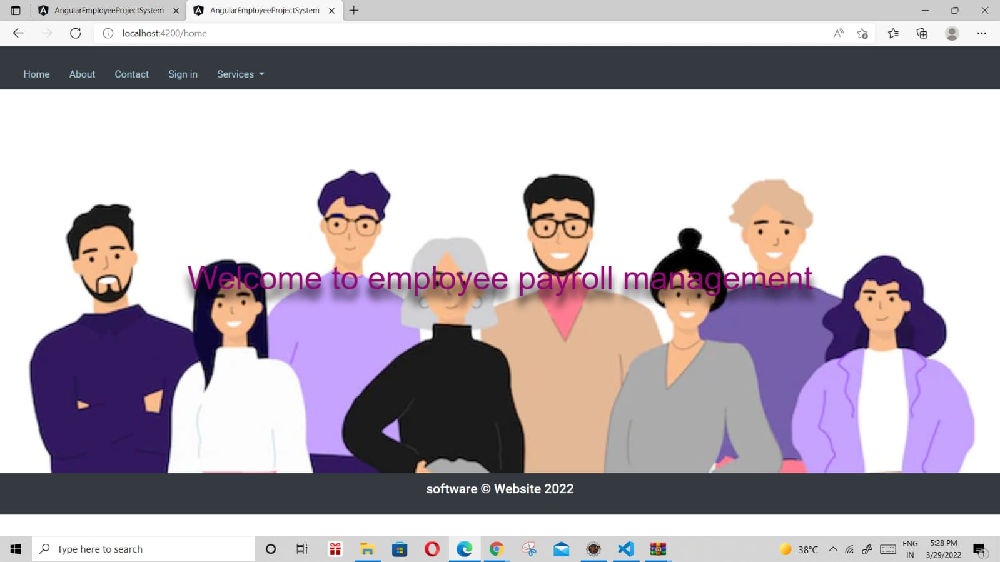 AngularEmployeeProjectSystem
AngularEmployeeProjectSystem
localhost:4200/home
Home About Contact Sign in Services
Welcome to employee payroll management
software © Website 2022
Type here to search
38°C
ENG
IN
5:28 PM
3/29/2022
1